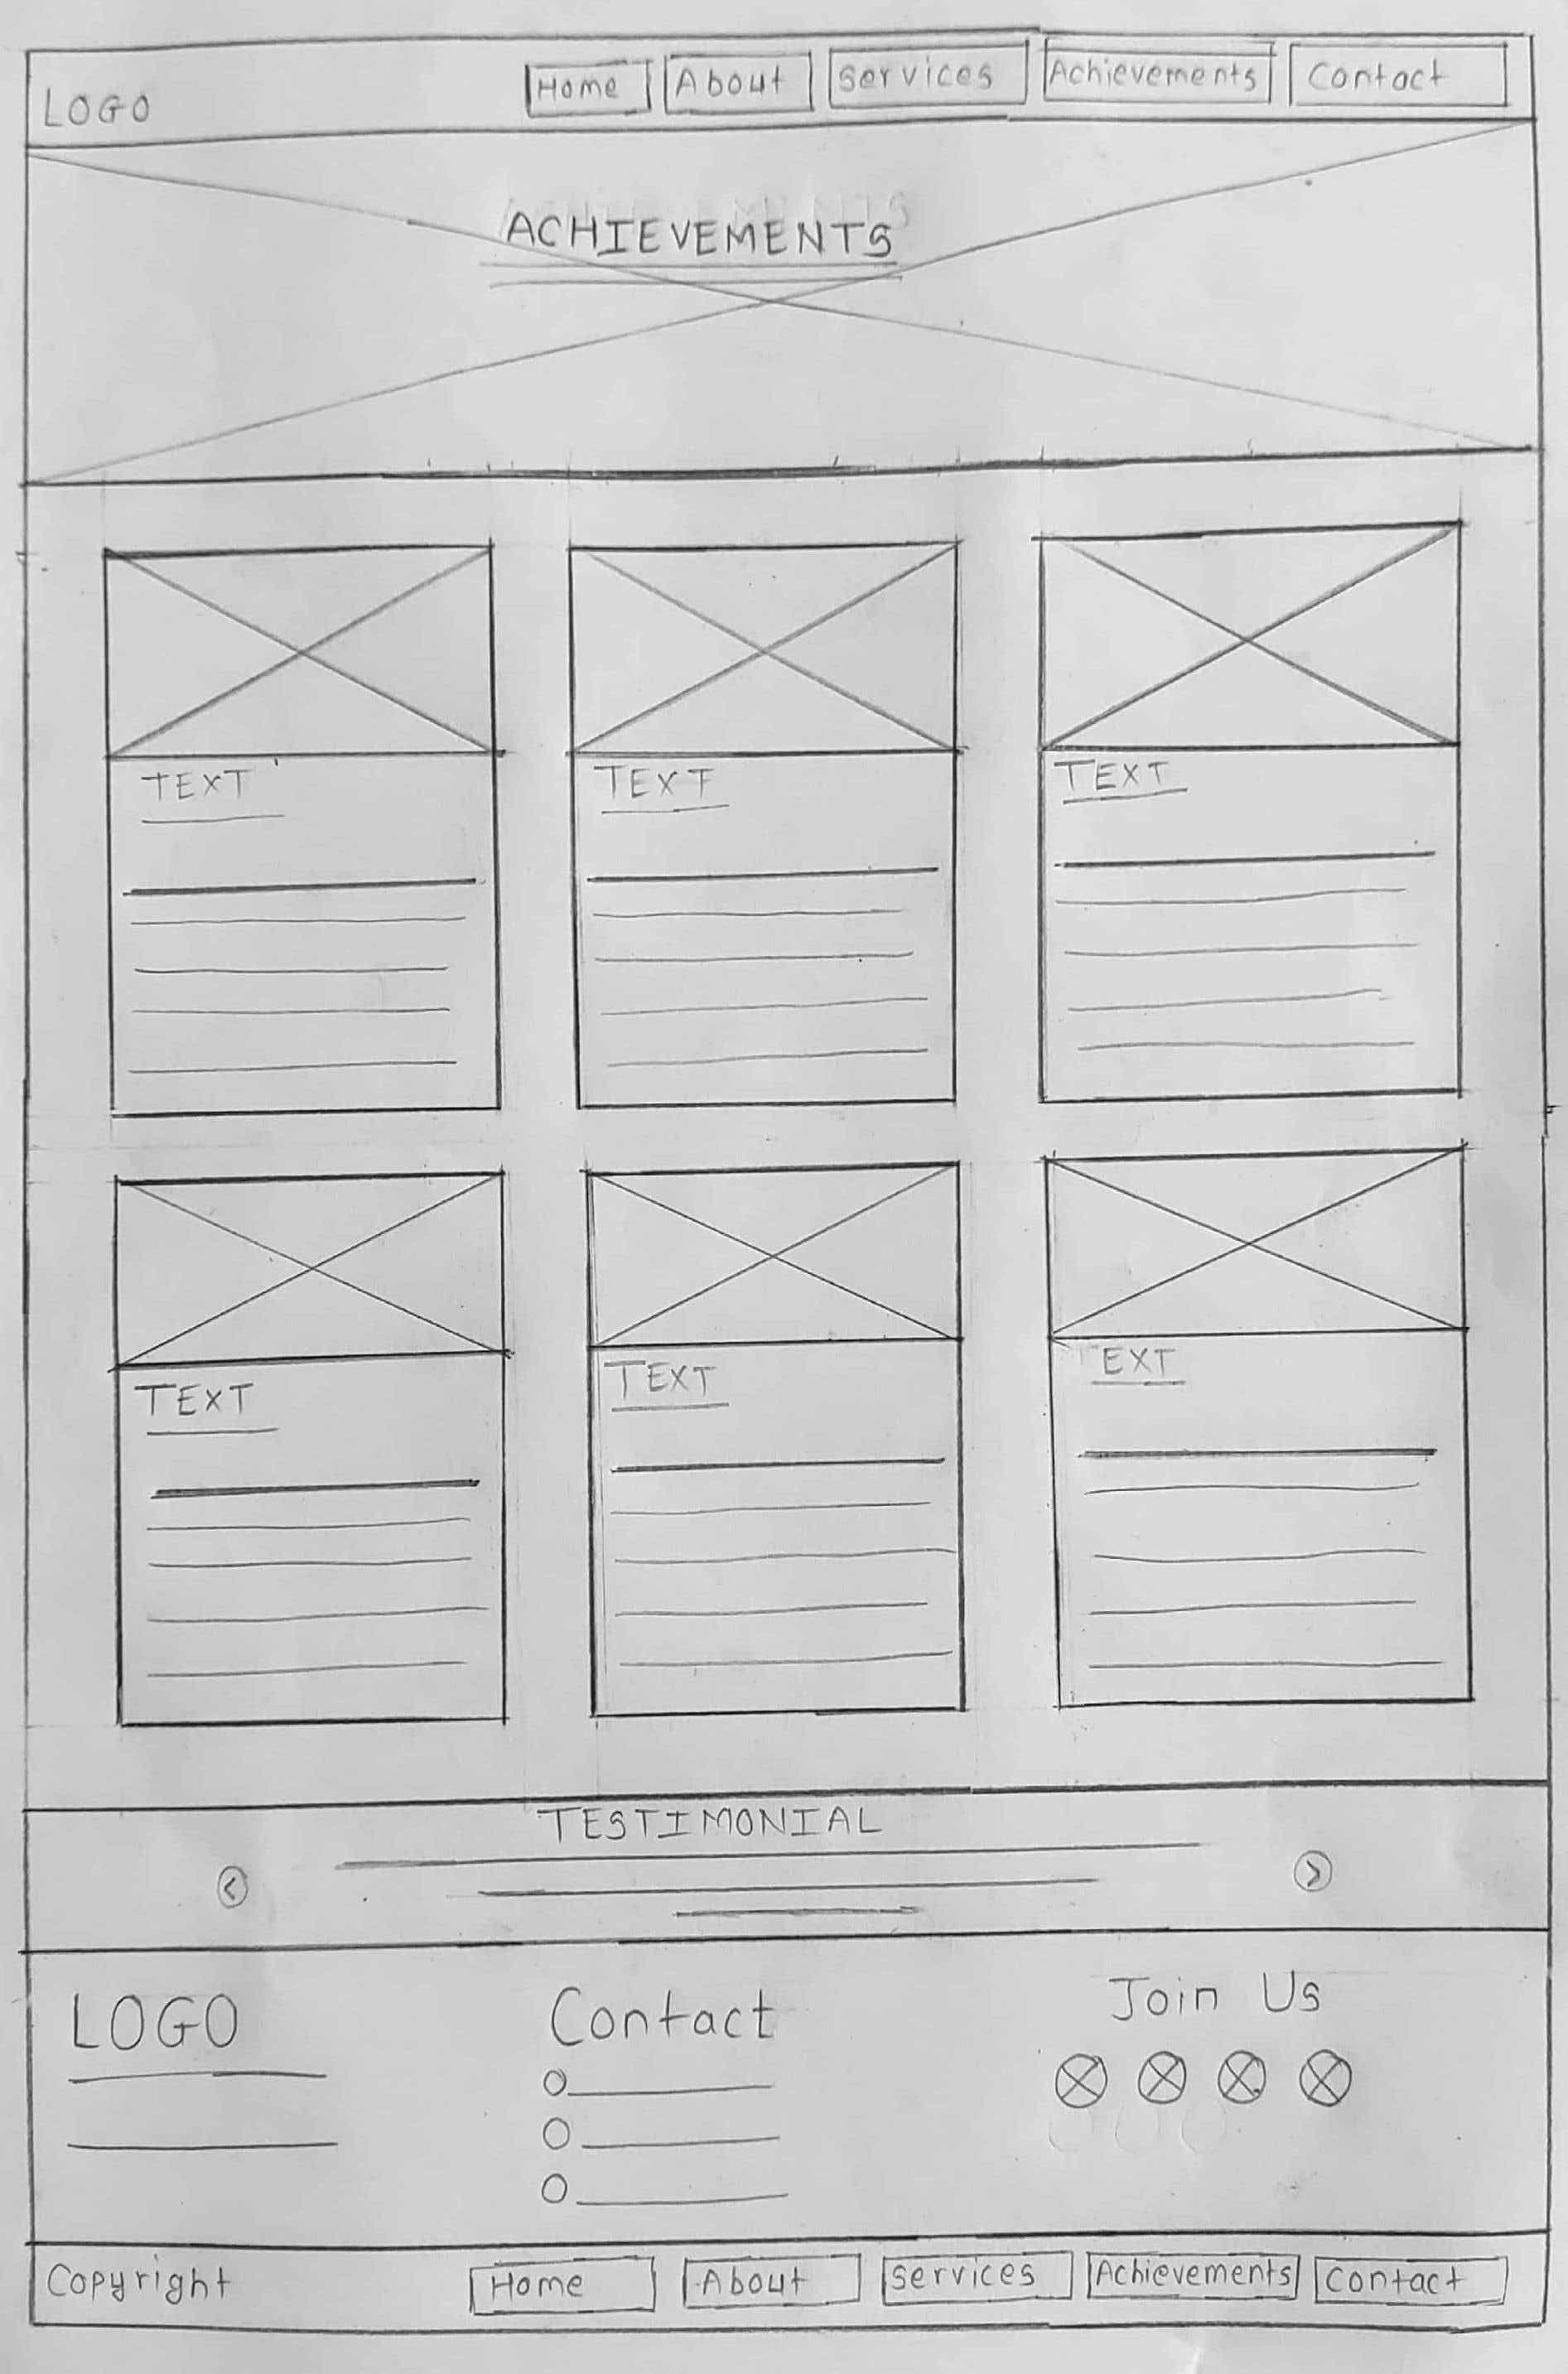 LOGO Home About Services Achievements Contact
ACHIEVEMENTS
TEXT TEXT TEXT
TEXT TEXT TEXT
TESTIMONIAL
< >
LOGO Contact Join Us
Copyright Home About Services Achievements Contact